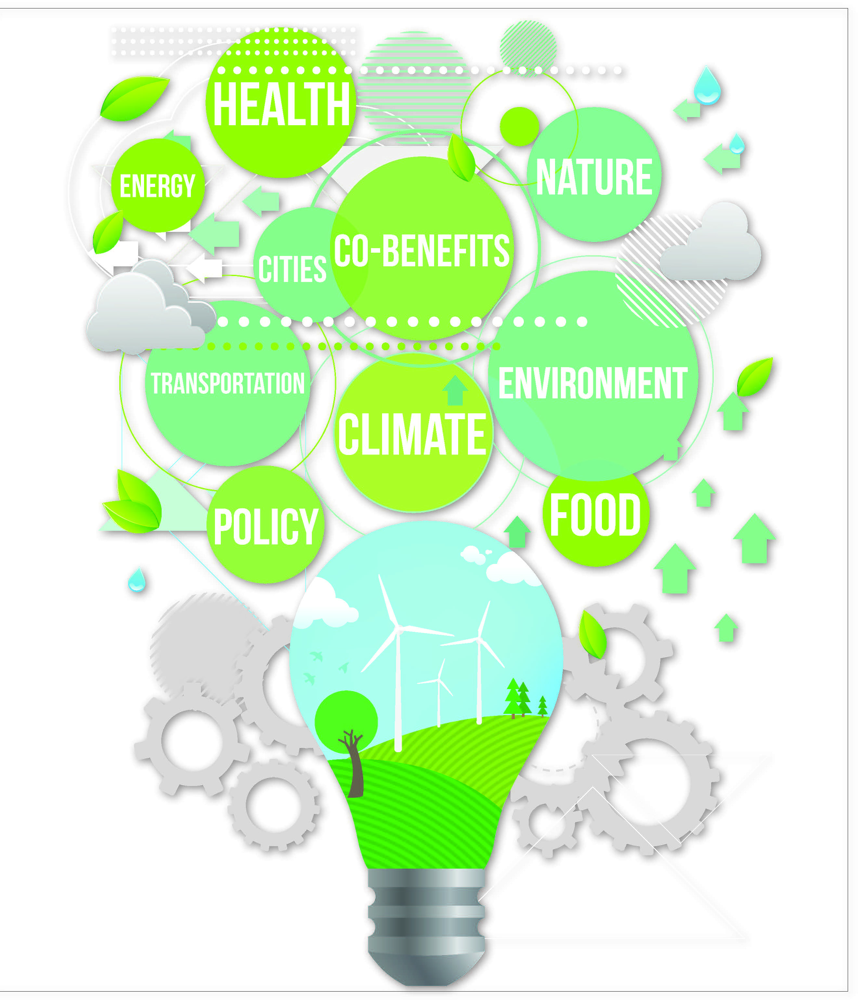 HEALTH
ENERGY
NATURE
CITIES
CO-BENEFITS
TRANSPORTATION
ENVIRONMENT
CLIMATE
POLICY
FOOD